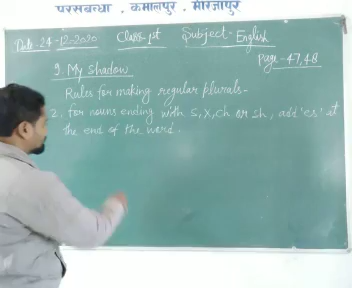 परसबन्धा , कमालपुर , मीरजापुर
Date-24-12-2020 Class-1st Subject- English
Page-47,48
9. My Shadow
Rules for making regular plurals-
2. For nouns ending with s, x, ch or sh, add 'es' at
the end of the word.